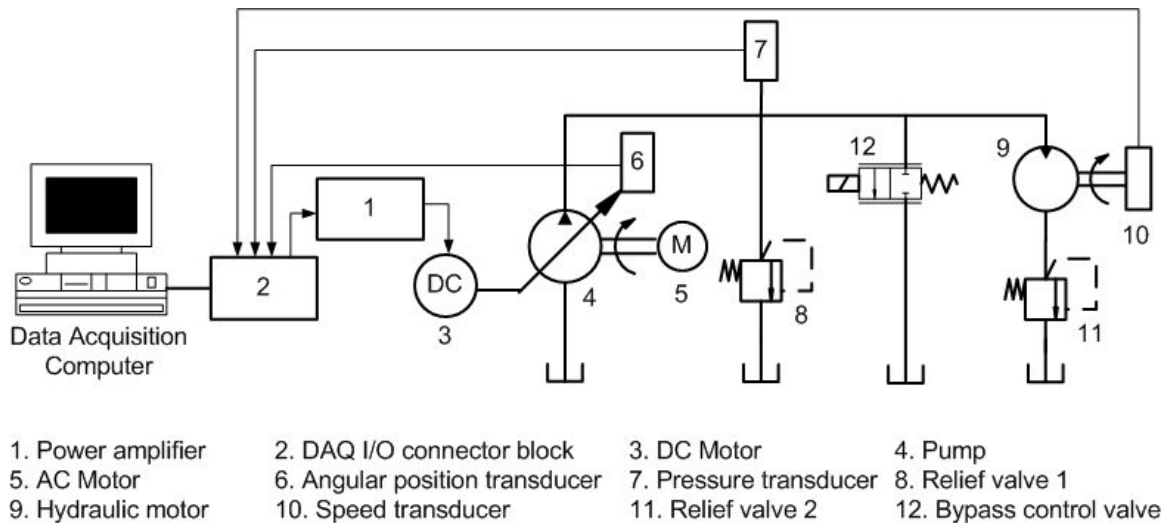 7
6
12
9
1
M
10
2
DC
4
5
8
11
3
Data Acquisition
Computer
1. Power amplifier 2. DAQ I/O connector block 3. DC Motor 4. Pump
5. AC Motor 6. Angular position transducer 7. Pressure transducer 8. Relief valve 1
9. Hydraulic motor 10. Speed transducer 11. Relief valve 2 12. Bypass control valve